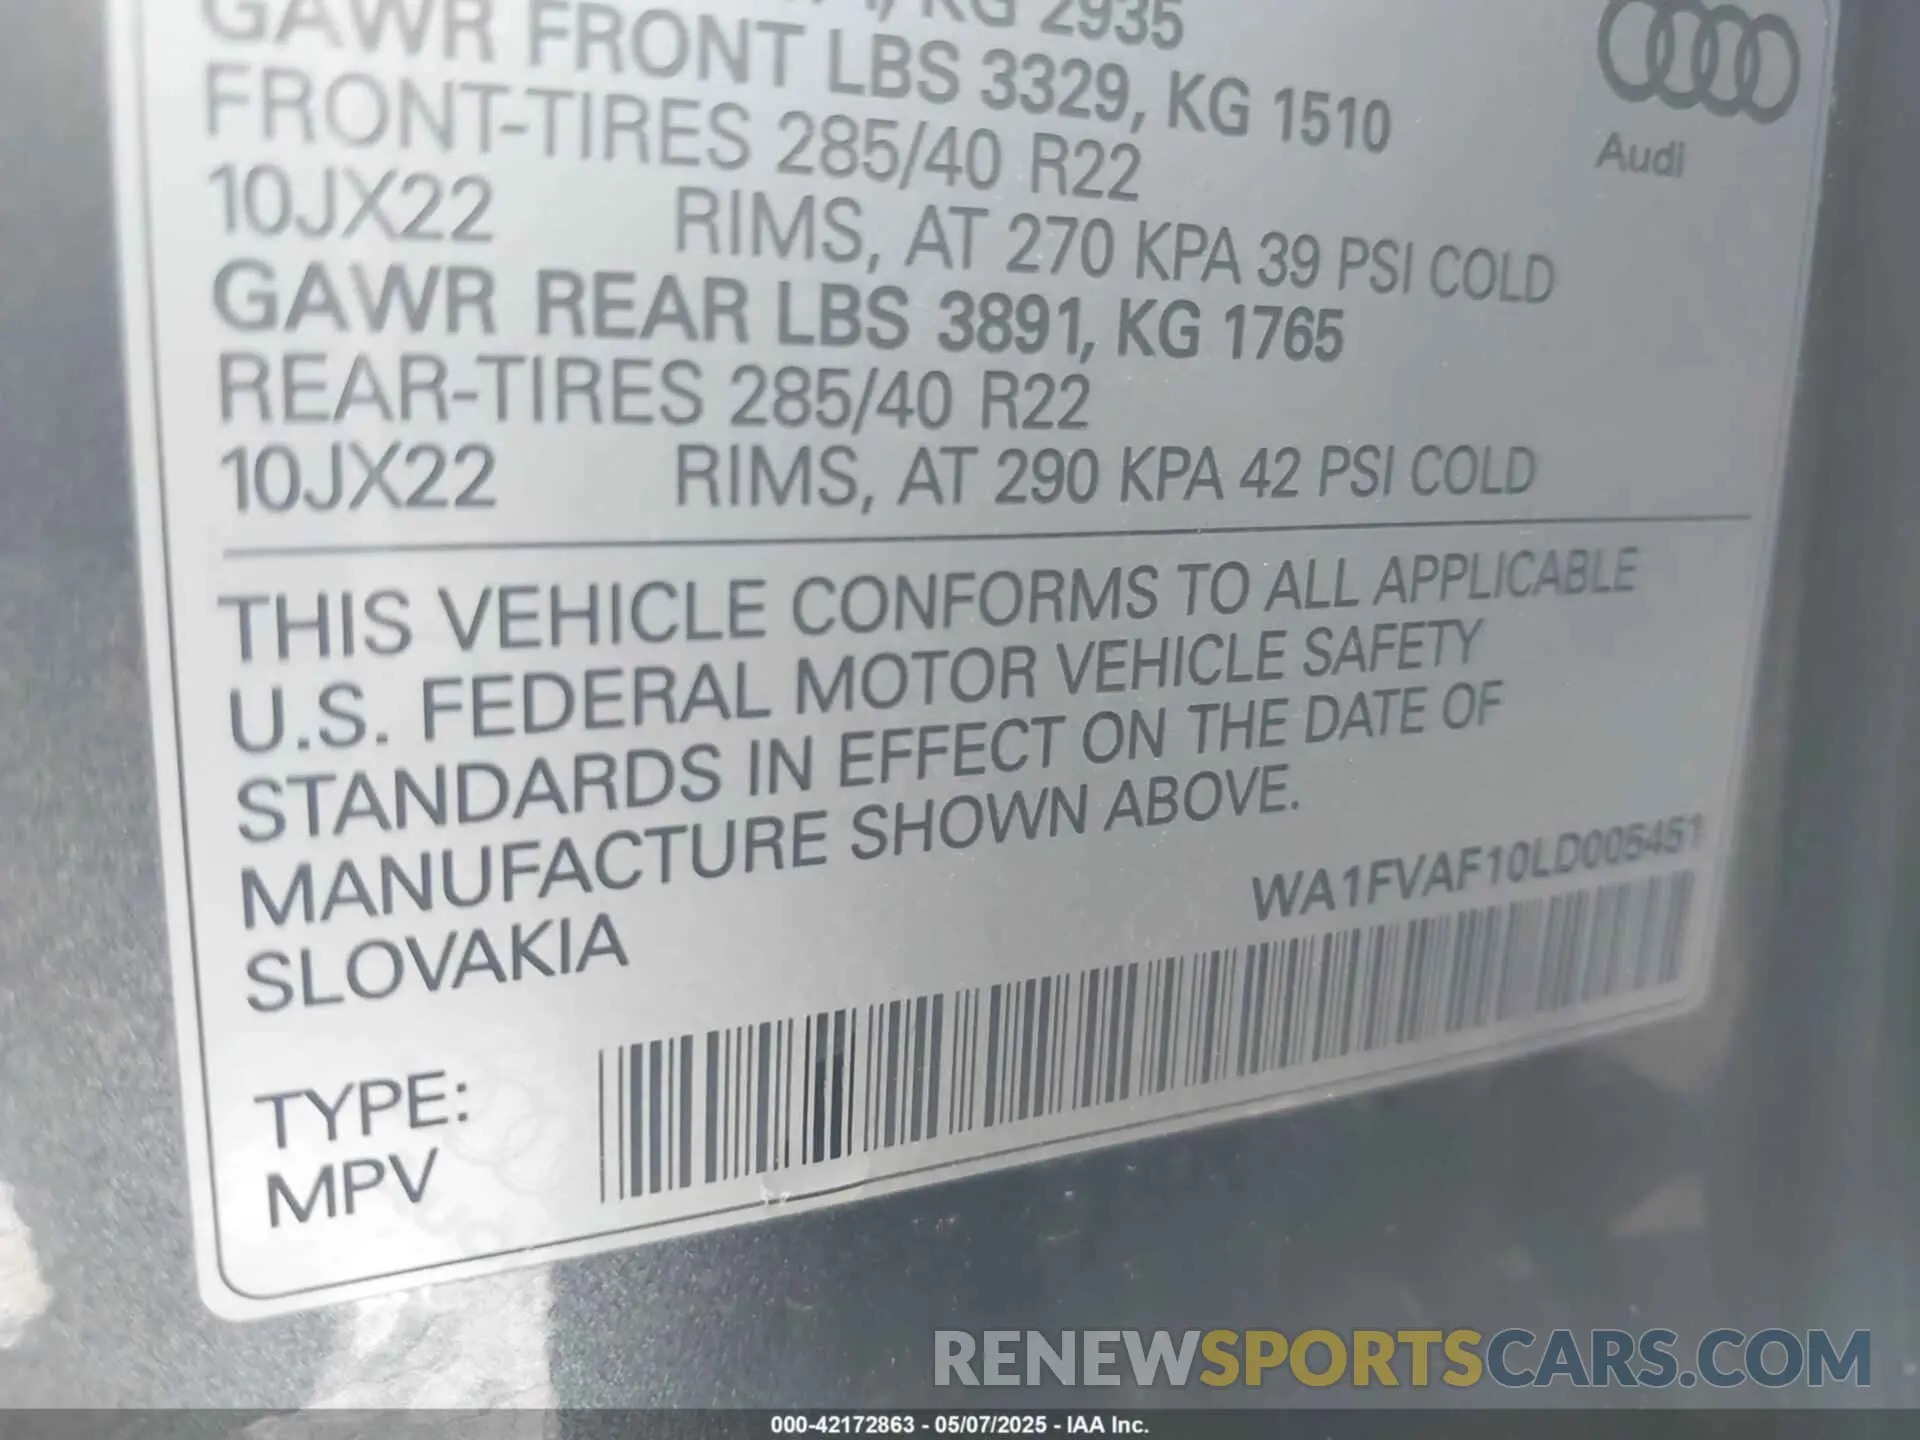 KG 2935
GAWR FRONT LBS 3329, KG 1510
FRONT-TIRES 285/40 R22
10JX22 RIMS, AT 270 KPA 39 PSI COLD
GAWR REAR LBS 3891, KG 1765
REAR-TIRES 285/40 R22
10JX22 RIMS, AT 290 KPA 42 PSI COLD
Audi
THIS VEHICLE CONFORMS TO ALL APPLICABLE
U.S. FEDERAL MOTOR VEHICLE SAFETY
STANDARDS IN EFFECT ON THE DATE OF
MANUFACTURE SHOWN ABOVE.
SLOVAKIA
WA1FVAF10LD005451
TYPE:
MPV
RENEWSPORTSCARS.COM
000-42172863 - 05/07/2025 - IAA Inc.